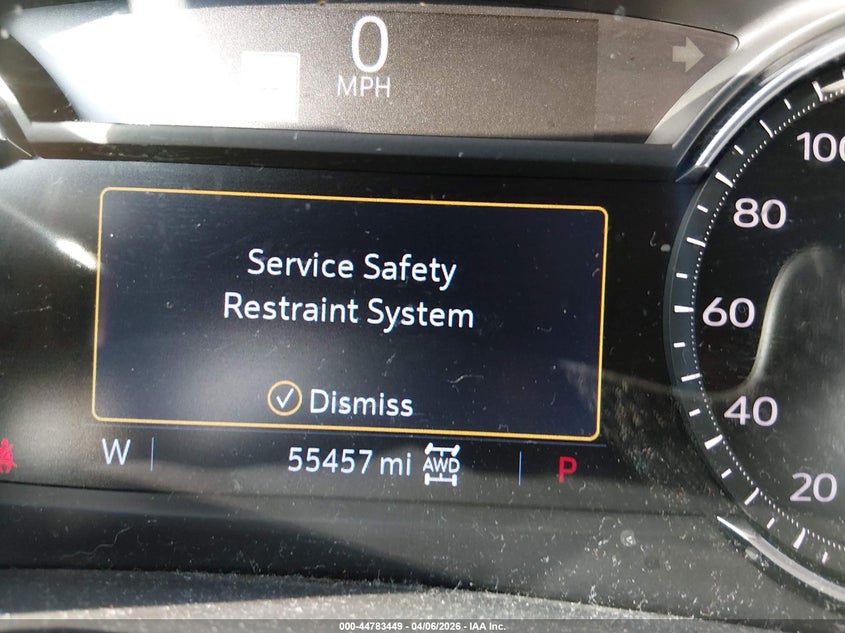 0
MPH
100
80
60
40
20
Service Safety
Restraint System
Dismiss
W
55457 mi AWD
P
000-44783449 - 04/06/2026 - IAA Inc.